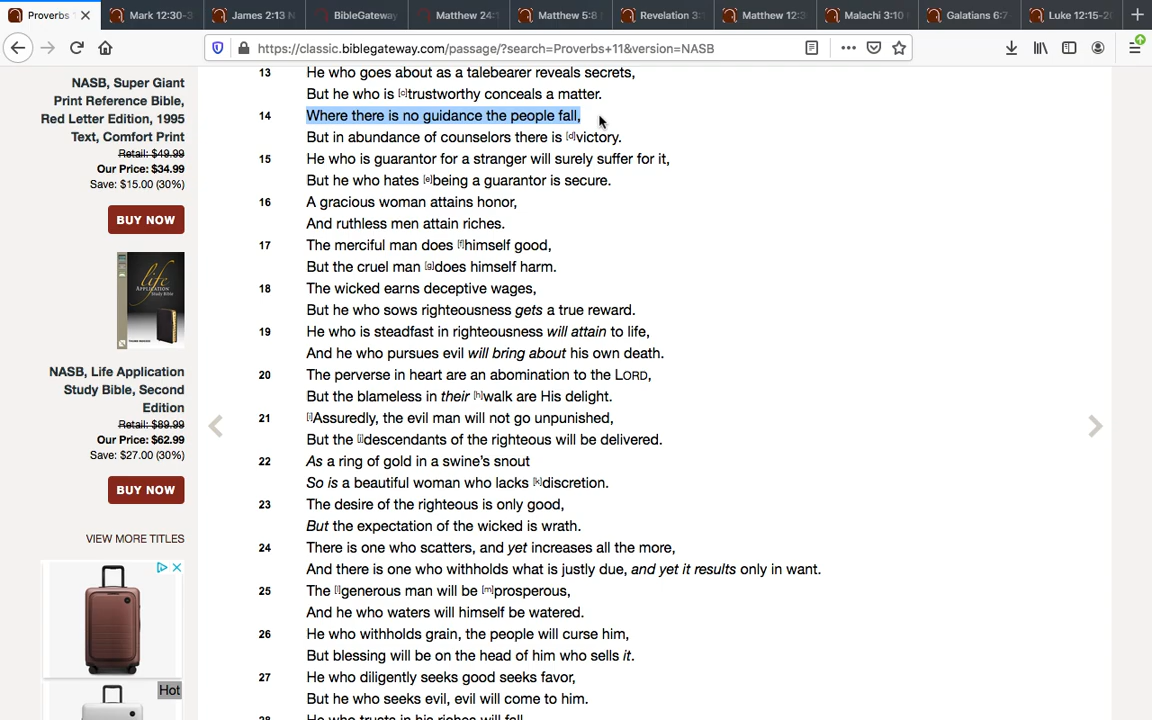 Proverbs
Mark 12:30-3
James 2:13 N
BibleGateway
Matthew 24:1
Matthew 5:8
Revelation 3:
Matthew 12:3
Malachi 3:10
Galatians 6:7
Luke 12:15-2
https://classic.biblegateway.com/passage/?search=Proverbs+11&version=NASB
NASB, Super Giant
Print Reference Bible,
Red Letter Edition, 1995
Text, Comfort Print
Retail: $49.99
Our Price: $34.99
Save: $15.00 (30%)
BUY NOW
life
APPLICATION
STUDY BIBLE
NASB, Life Application
Study Bible, Second
Edition
Retail: $89.99
Our Price: $62.99
Save: $27.00 (30%)
BUY NOW
VIEW MORE TITLES
Hot
13 He who goes about as a talebearer reveals secrets,
But he who is [c]trustworthy conceals a matter.
14 Where there is no guidance the people fall,
But in abundance of counselors there is [d]victory.
15 He who is guarantor for a stranger will surely suffer for it,
But he who hates [e]being a guarantor is secure.
16 A gracious woman attains honor,
And ruthless men attain riches.
17 The merciful man does [f]himself good,
But the cruel man [g]does himself harm.
18 The wicked earns deceptive wages,
But he who sows righteousness gets a true reward.
19 He who is steadfast in righteousness will attain to life,
And he who pursues evil will bring about his own death.
20 The perverse in heart are an abomination to the LORD,
But the blameless in their [h]walk are His delight.
21 [i]Assuredly, the evil man will not go unpunished,
But the [j]descendants of the righteous will be delivered.
22 As a ring of gold in a swine’s snout
So is a beautiful woman who lacks [k]discretion.
23 The desire of the righteous is only good,
But the expectation of the wicked is wrath.
24 There is one who scatters, and yet increases all the more,
And there is one who withholds what is justly due, and yet it results only in want.
25 The [l]generous man will be [m]prosperous,
And he who waters will himself be watered.
26 He who withholds grain, the people will curse him,
But blessing will be on the head of him who sells it.
27 He who diligently seeks good seeks favor,
But he who seeks evil, evil will come to him.
28 He who trusts in his riches will fall,